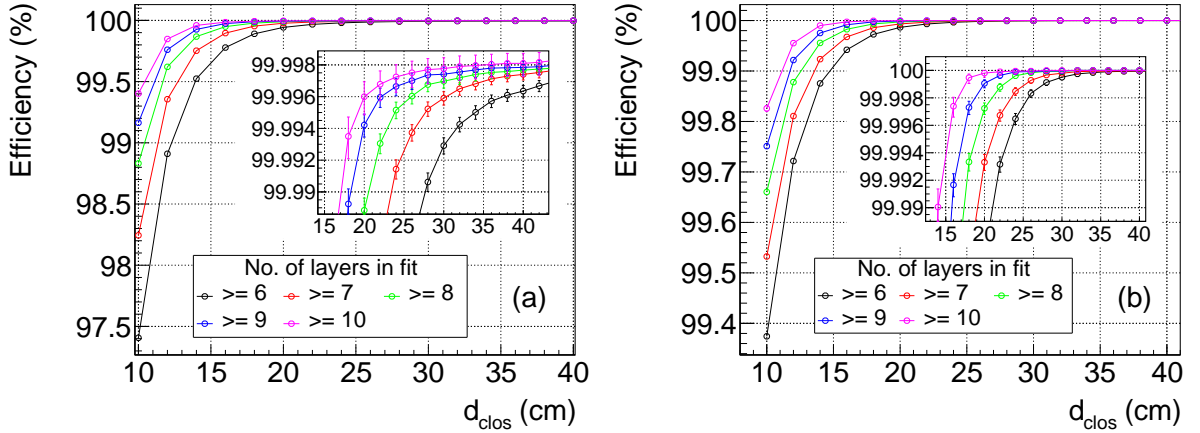 Efficiency (%)
100
99.5
99
98.5
98
97.5
10 15 20 25 30 35 40
d_clos (cm)
99.998
99.996
99.994
99.992
99.99
15 20 25 30 35 40
No. of layers in fit
>= 6 >= 7 >= 8
>= 9 >= 10
(a)
Efficiency (%)
100
99.9
99.8
99.7
99.6
99.5
99.4
10 15 20 25 30 35 40
d_clos (cm)
100
99.998
99.996
99.994
99.992
99.99
15 20 25 30 35 40
No. of layers in fit
>= 6 >= 7 >= 8
>= 9 >= 10
(b)